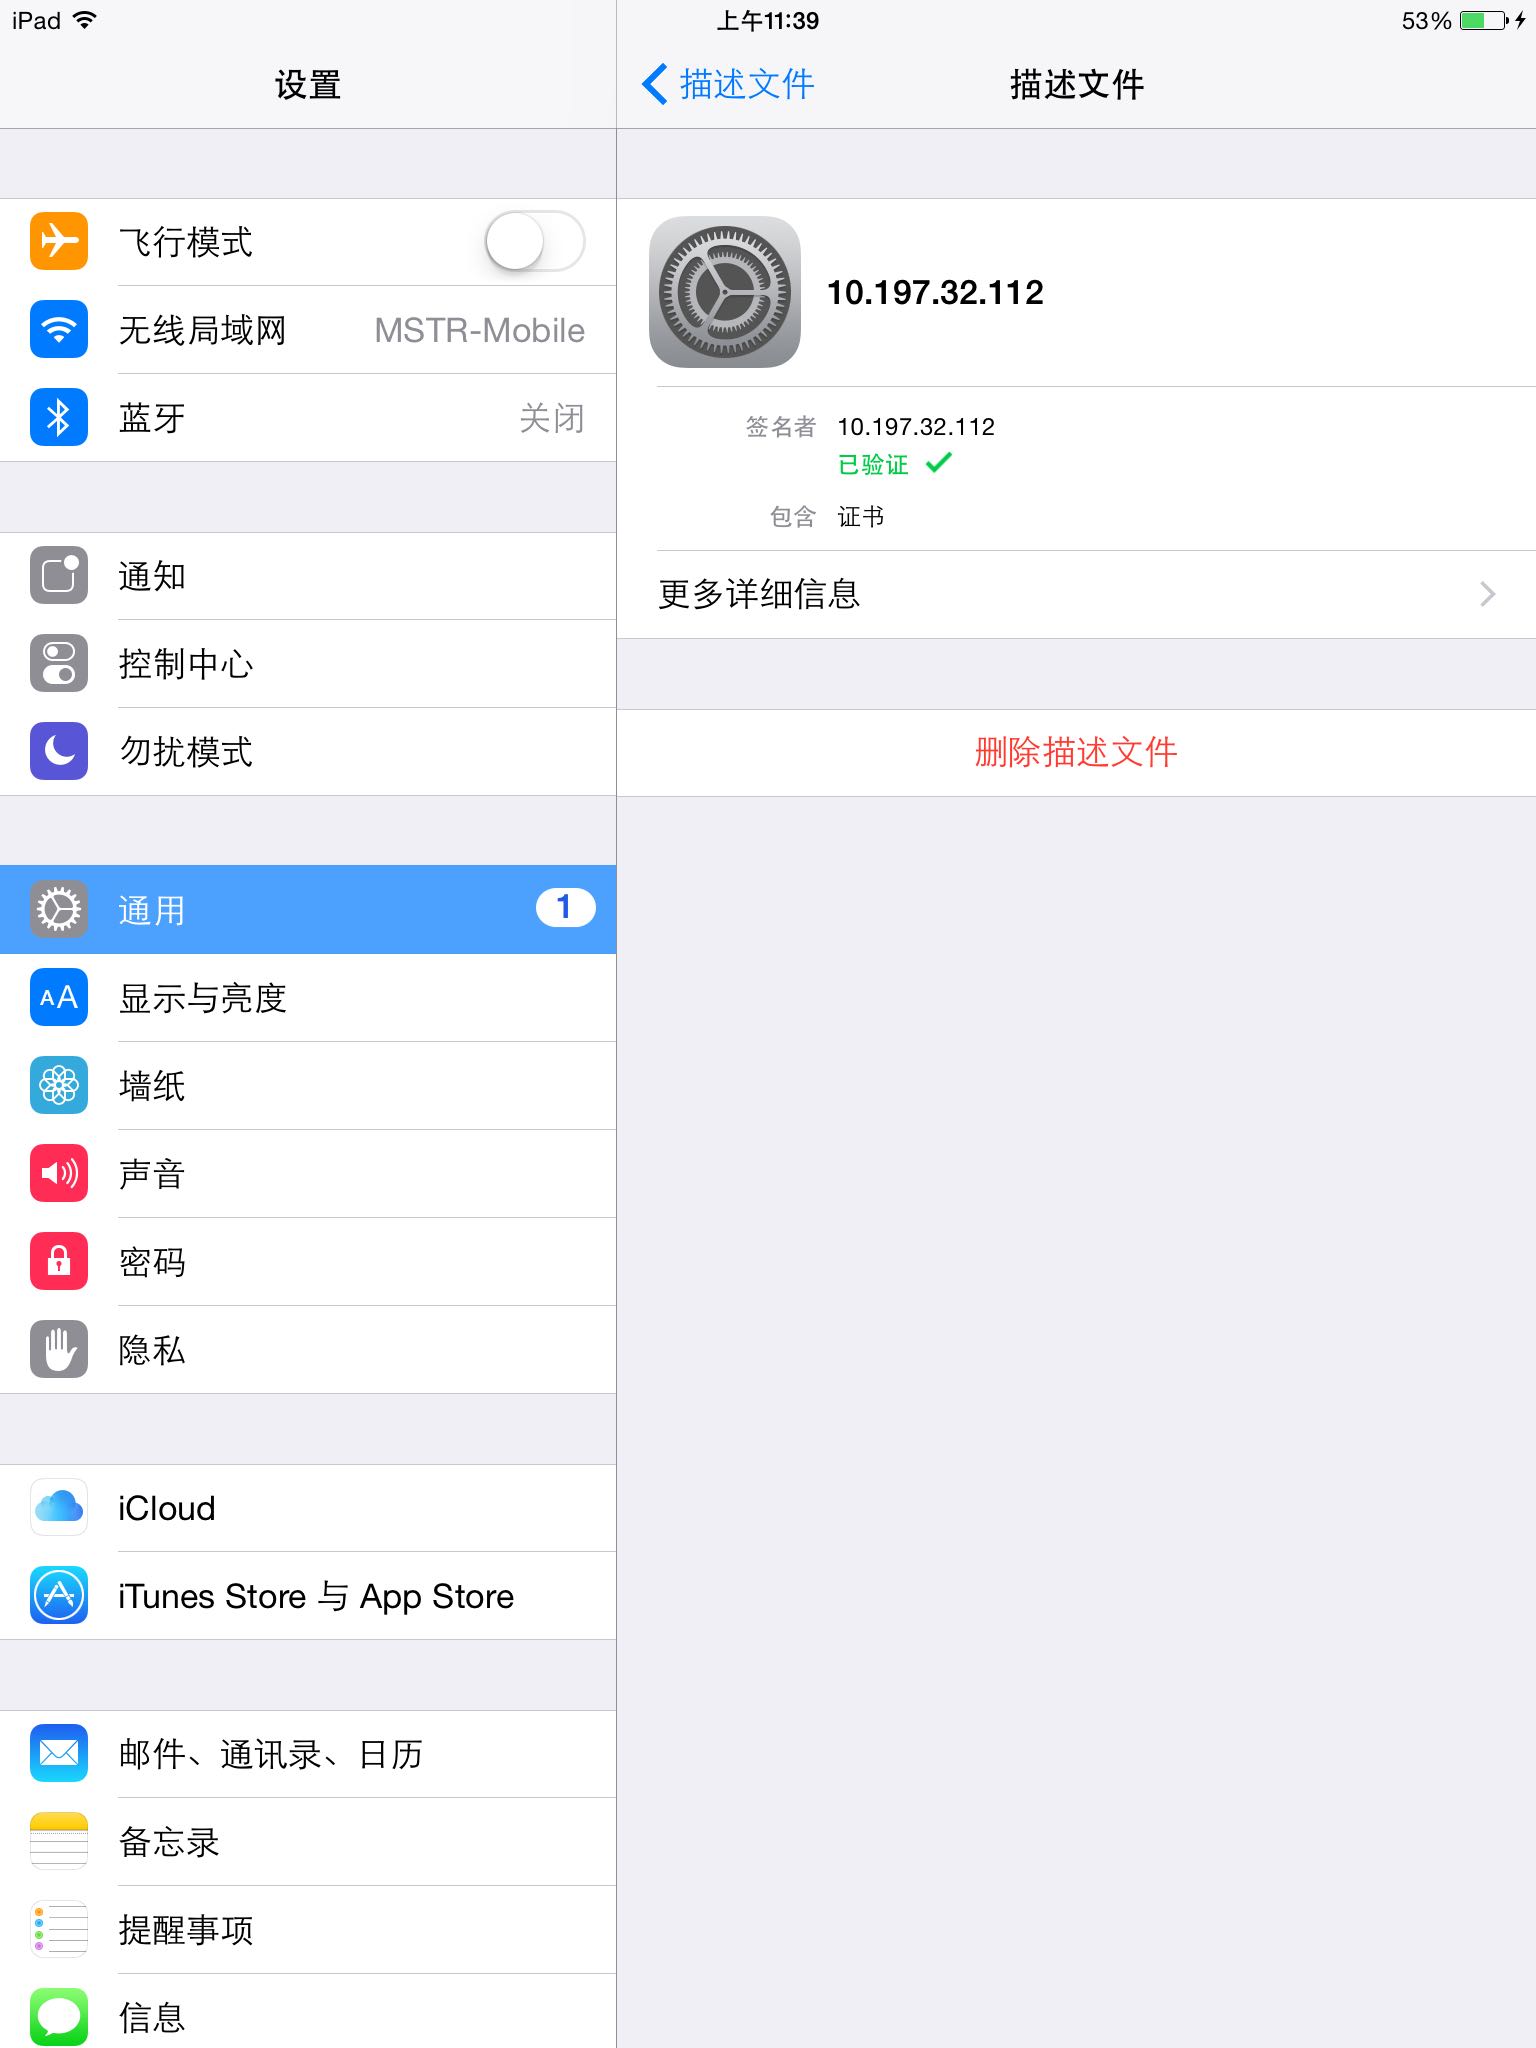 iPad
上午11:39
53%
设置
描述文件
描述文件
飞行模式
无线局域网 MSTR-Mobile
蓝牙 关闭
通知
控制中心
勿扰模式
通用 1
显示与亮度
AA
墙纸
声音
密码
隐私
iCloud
iTunes Store 与 App Store
邮件、通讯录、日历
备忘录
提醒事项
信息
10.197.32.112
签名者 10.197.32.112
已验证
包含 证书
更多详细信息
删除描述文件